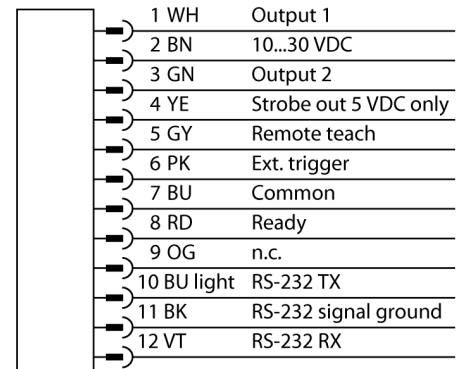 1 WH Output 1
2 BN 10...30 VDC
3 GN Output 2
4 YE Strobe out 5 VDC only
5 GY Remote teach
6 PK Ext. trigger
7 BU Common
8 RD Ready
9 OG n.c.
10 BU light RS-232 TX
11 BK RS-232 signal ground
12 VT RS-232 RX